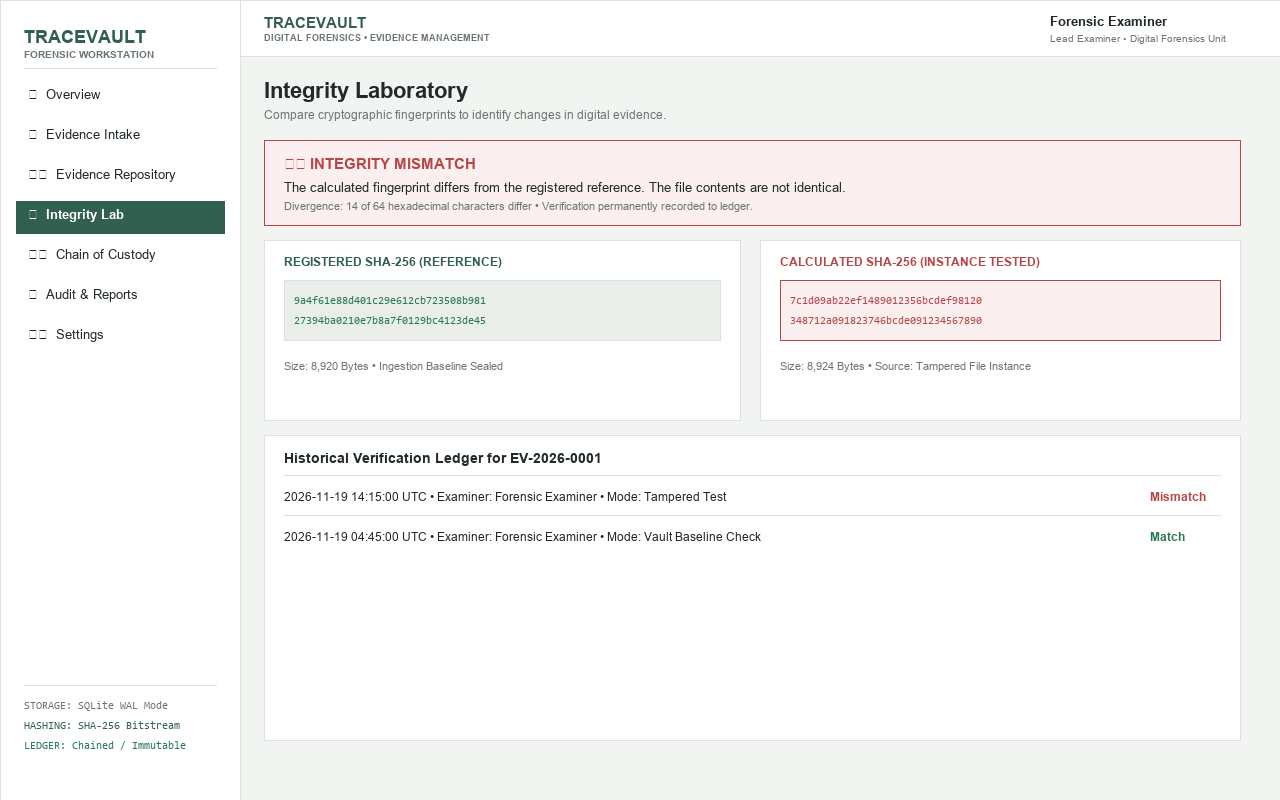 TRACEVAULT
FORENSIC WORKSTATION
Overview
Evidence Intake
Evidence Repository
Integrity Lab
Chain of Custody
Audit & Reports
Settings
STORAGE: SQLite WAL Mode
HASHING: SHA-256 Bitstream
LEDGER: Chained / Immutable
TRACEVAULT
DIGITAL FORENSICS • EVIDENCE MANAGEMENT
Forensic Examiner
Lead Examiner • Digital Forensics Unit
Integrity Laboratory
Compare cryptographic fingerprints to identify changes in digital evidence.
INTEGRITY MISMATCH
The calculated fingerprint differs from the registered reference. The file contents are not identical.
Divergence: 14 of 64 hexadecimal characters differ • Verification permanently recorded to ledger.
REGISTERED SHA-256 (REFERENCE)
9a4f61e88d401c29e612cb723508b981
27394ba0210e7b8a7f0129bc4123de45
Size: 8,920 Bytes • Ingestion Baseline Sealed
CALCULATED SHA-256 (INSTANCE TESTED)
7c1d09ab22ef1489012356bcdef98120
348712a091823746bcde091234567890
Size: 8,924 Bytes • Source: Tampered File Instance
Historical Verification Ledger for EV-2026-0001
2026-11-19 14:15:00 UTC • Examiner: Forensic Examiner • Mode: Tampered Test Mismatch
2026-11-19 04:45:00 UTC • Examiner: Forensic Examiner • Mode: Vault Baseline Check Match